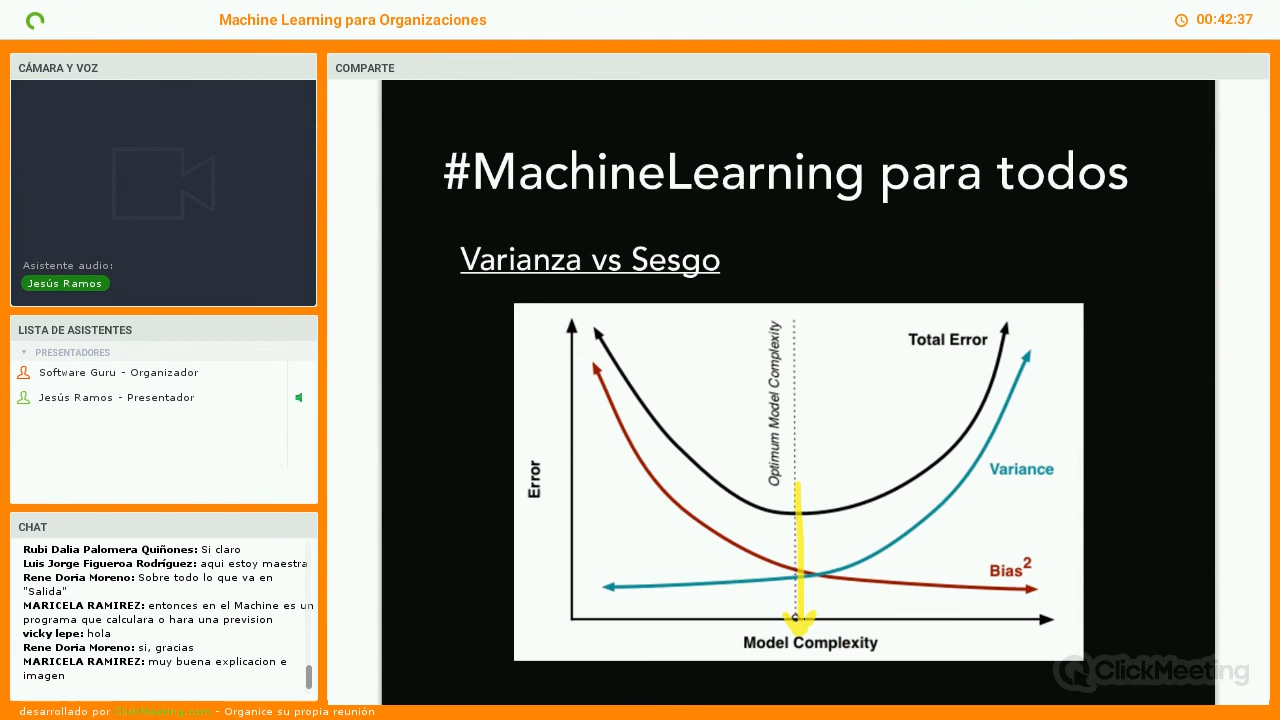 Machine Learning para Organizaciones
00:42:37
CÁMARA Y VOZ
Asistente audio:
Jesús Ramos
LISTA DE ASISTENTES
PRESENTADORES
Software Guru - Organizador
Jesús Ramos - Presentador
CHAT
Rubi Dalia Palomera Quiñones: Si claro
Luis Jorge Figueroa Rodríguez: aqui estoy maestra
Rene Doria Moreno: Sobre todo lo que va en
"Salida"
MARICELA RAMIREZ: entonces en el Machine es un
programa que calculara o hara una prevision
vicky lepe: hola
Rene Doria Moreno: si, gracias
MARICELA RAMIREZ: muy buena explicacion e
imagen
COMPARTE
#MachineLearning para todos
Varianza vs Sesgo
Optimum Model Complexity
Total Error
Variance
Error
Bias²
Model Complexity
ClickMeeting
desarrollado por ClickMeeting.com - Organice su propia reunión